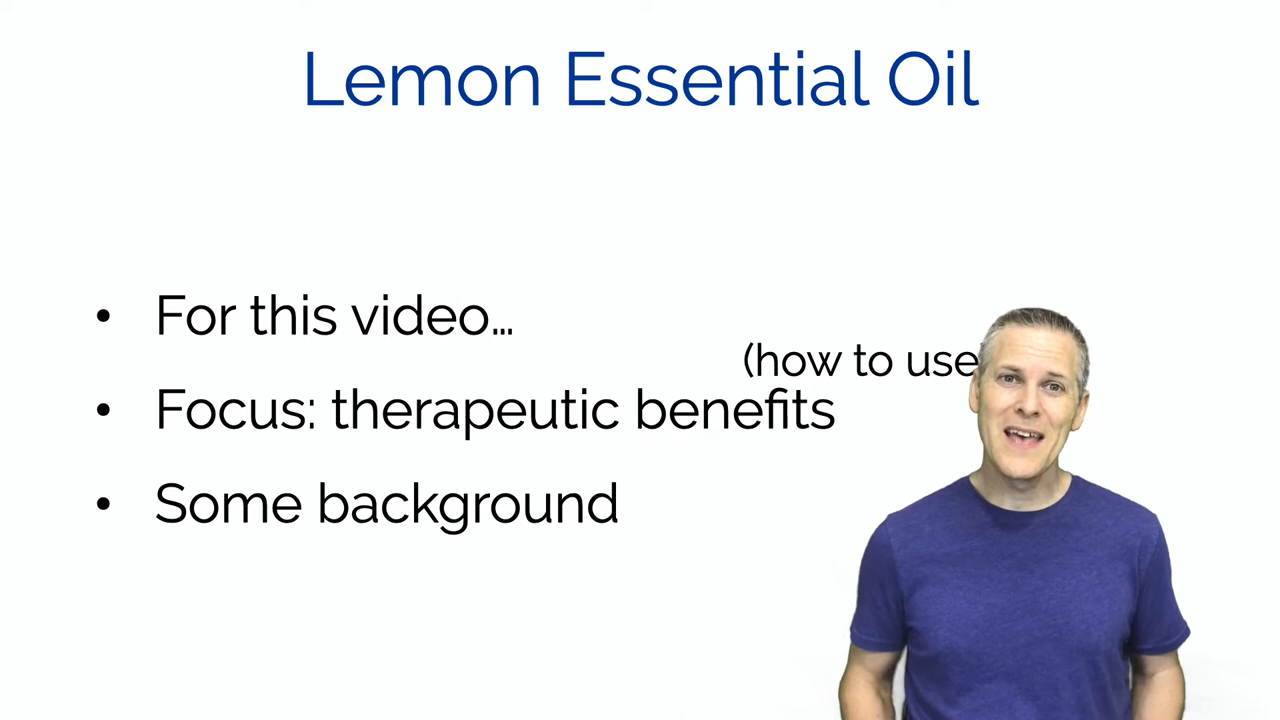 Lemon Essential Oil
• For this video...
(how to use
• Focus: therapeutic benefits
• Some background